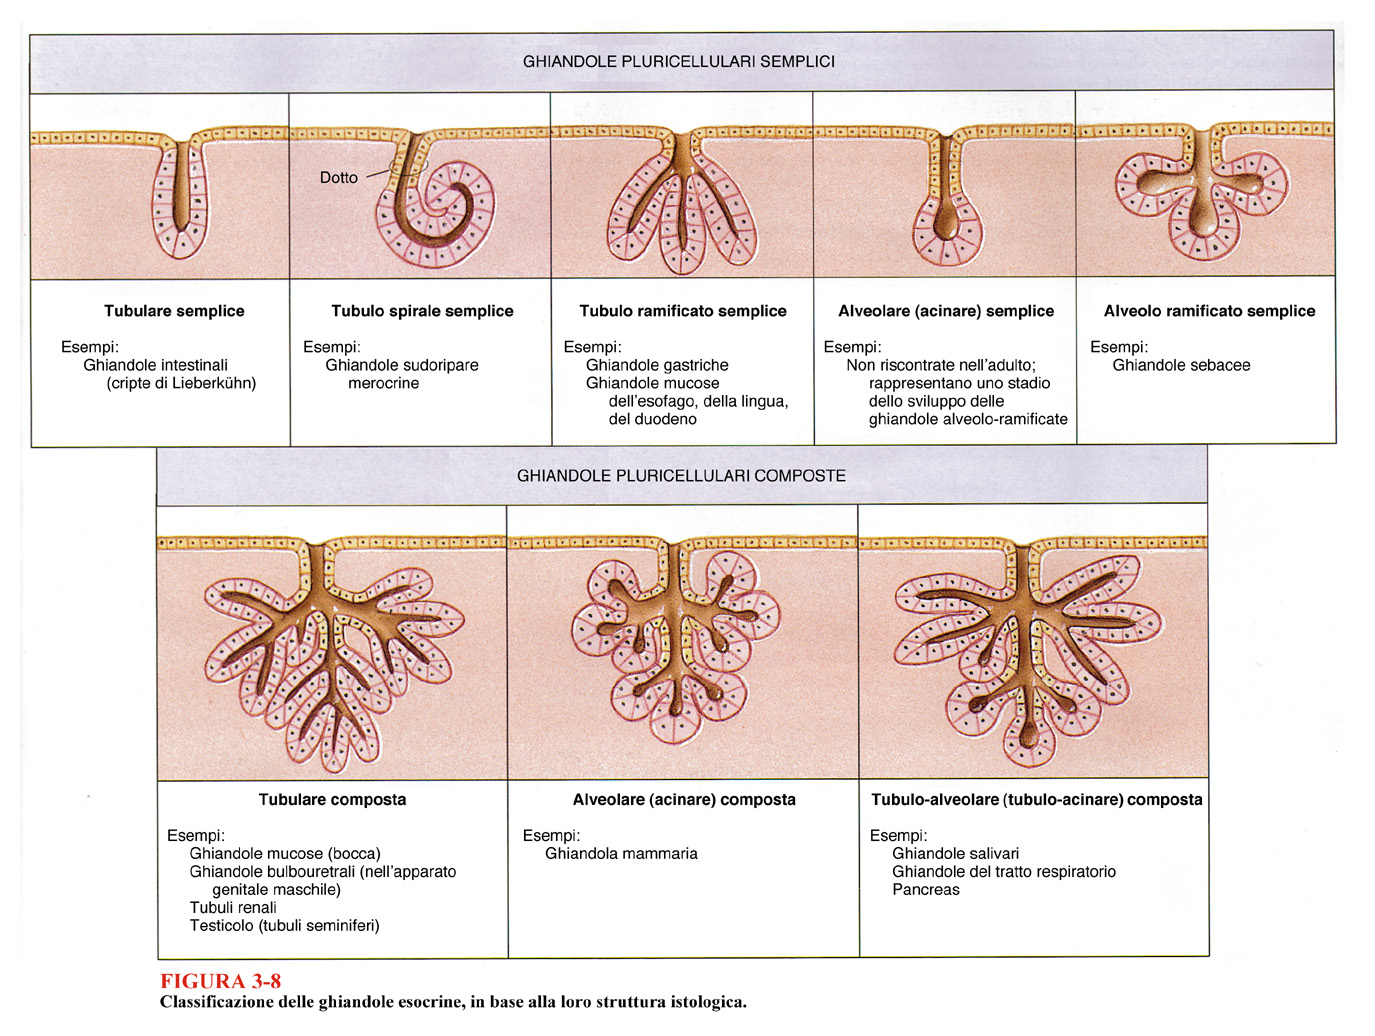 GHIANDOLE PLURICELLULARI SEMPLICI
Dotto
Tubulare semplice
Esempi:
Ghiandole intestinali
(cripte di Lieberkühn)
Tubulo spirale semplice
Esempi:
Ghiandole sudoripare
merocrine
Tubulo ramificato semplice
Esempi:
Ghiandole gastriche
Ghiandole mucose
dell'esofago, della lingua,
del duodeno
Alveolare (acinare) semplice
Esempi:
Non riscontrate nell'adulto;
rappresentano uno stadio
dello sviluppo delle
ghiandole alveolo-ramificate
Alveolo ramificato semplice
Esempi:
Ghiandole sebacee
GHIANDOLE PLURICELLULARI COMPOSTE
Tubulare composta
Esempi:
Ghiandole mucose (bocca)
Ghiandole bulbouretrali (nell'apparato
genitale maschile)
Tubuli renali
Testicolo (tubuli seminiferi)
Alveolare (acinare) composta
Esempi:
Ghiandola mammaria
Tubulo-alveolare (tubulo-acinare) composta
Esempi:
Ghiandole salivari
Ghiandole del tratto respiratorio
Pancreas
FIGURA 3-8
Classificazione delle ghiandole esocrine, in base alla loro struttura istologica.